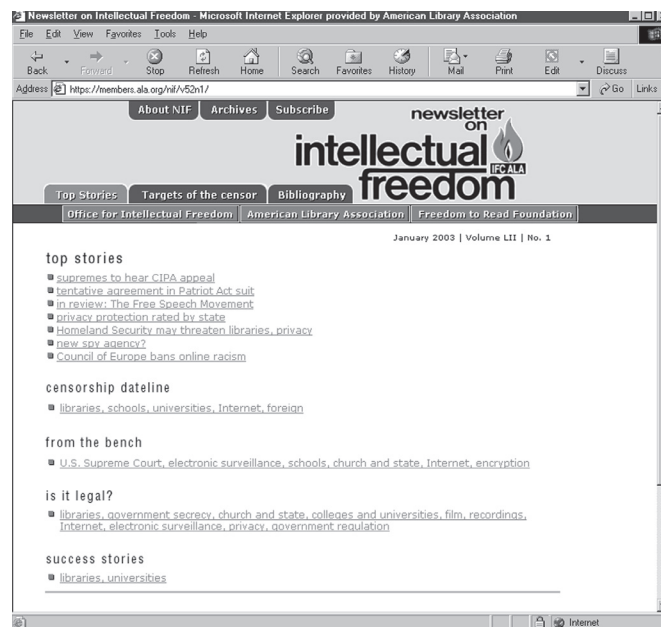 Newsletter on Intellectual Freedom - Microsoft Internet Explorer provided by American Library Association
File Edit View Favorites Tools Help
Back Forward Stop Refresh Home Search Favorites History Mail Print Edit Discuss
Address https://members.ala.org/nif/v52n1/ Go Links
About NIF Archives Subscribe
newsletter
on
intellectual
freedom
IFC ALA
Top Stories Targets of the censor Bibliography
Office for Intellectual Freedom American Library Association Freedom to Read Foundation
January 2003 | Volume LII | No. 1
top stories
supremes to hear CIPA appeal
tentative agreement in Patriot Act suit
in review: The Free Speech Movement
privacy protection rated by state
Homeland Security may threaten libraries, privacy
new spy agency?
Council of Europe bans online racism
censorship dateline
libraries, schools, universities, Internet, foreign
from the bench
U.S. Supreme Court, electronic surveillance, schools, church and state, Internet, encryption
is it legal?
libraries, government secrecy, church and state, colleges and universities, film, recordings,
Internet, electronic surveillance, privacy, government regulation
success stories
libraries, universities
Internet